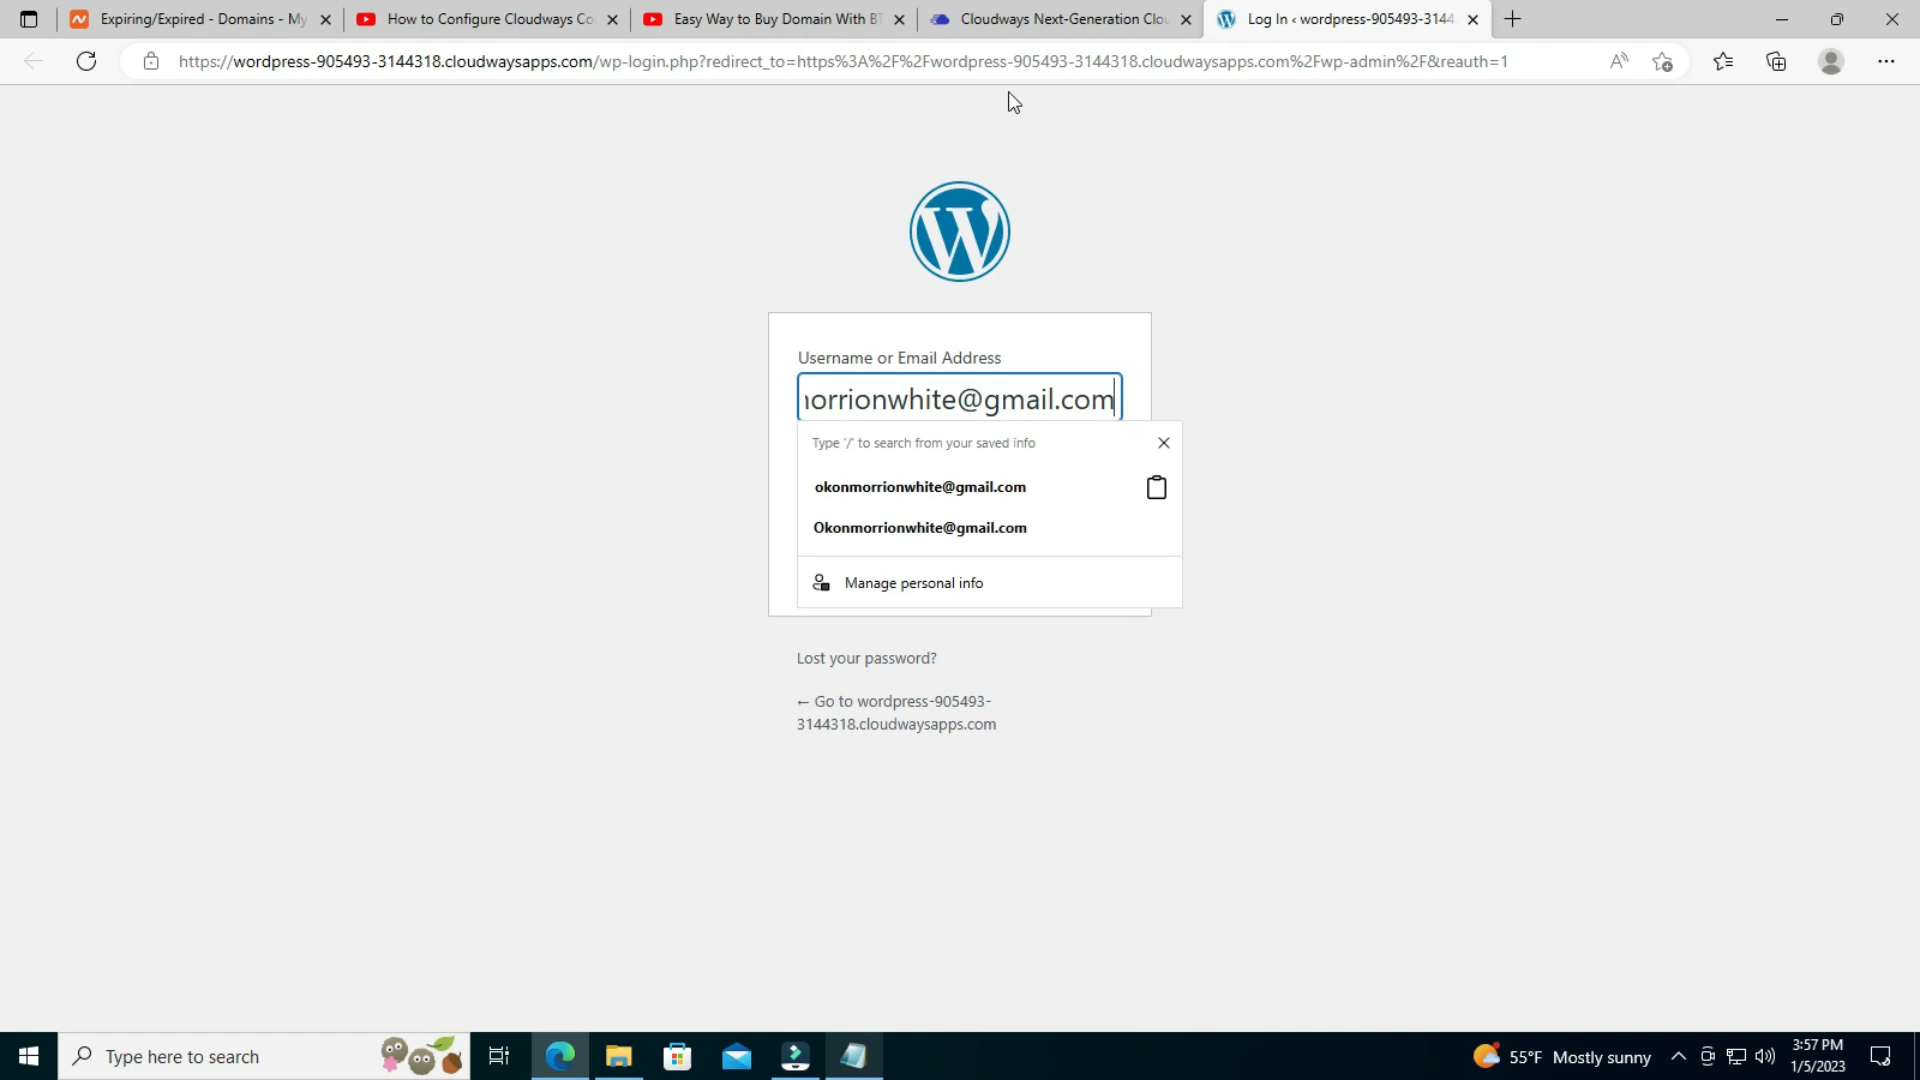 Expiring/Expired - Domains - My
How to Configure Cloudways Co
Easy Way to Buy Domain With BT
Cloudways Next-Generation Clou
Log In ‹ wordpress-905493-3144
https://wordpress-905493-3144318.cloudwaysapps.com/wp-login.php?redirect_to=https%3A%2F%2Fwordpress-905493-3144318.cloudwaysapps.com%2Fwp-admin%2F&reauth=1
Username or Email Address
orrionwhite@gmail.com
Type '/' to search from your saved info
okonmorrionwhite@gmail.com
Okonmorrionwhite@gmail.com
Manage personal info
Lost your password?
← Go to wordpress-905493-
3144318.cloudwaysapps.com
Type here to search
55°F Mostly sunny
3:57 PM
1/5/2023